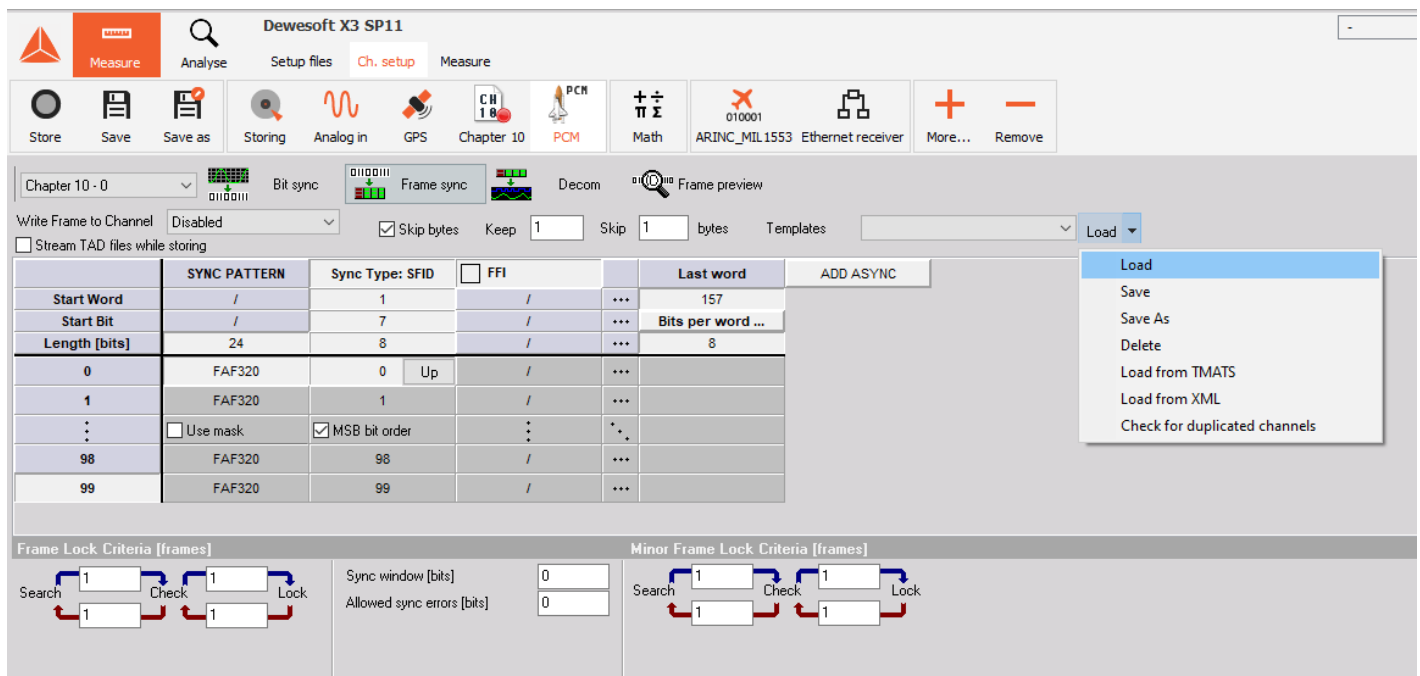 Dewesoft X3 SP11
-
Measure Analyse Setup files Ch. setup Measure
CH
10
PCM
010001
Store Save Save as Storing Analog in GPS Chapter 10 PCM Math ARINC_MIL1553 Ethernet receiver More... Remove
Chapter 10 - 0 Bit sync Frame sync Decom Frame preview
Write Frame to Channel Disabled Skip bytes Keep 1 Skip 1 bytes Templates Load
Stream TAD files while storing
SYNC PATTERN Sync Type: SFID FFI Last word ADD ASYNC
Start Word / 1 / ... 157
Start Bit / 7 / ... Bits per word ...
Length [bits] 24 8 / ... 8
0 FAF320 0 Up / ...
1 FAF320 1 / ...
Use mask MSB bit order
98 FAF320 98 / ...
99 FAF320 99 / ...
Load
Save
Save As
Delete
Load from TMATS
Load from XML
Check for duplicated channels
Frame Lock Criteria [frames] Minor Frame Lock Criteria [frames]
Search 1 Check 1 Lock
1 1
Sync window [bits] 0
Allowed sync errors [bits] 0
Search 1 Check 1 Lock
1 1